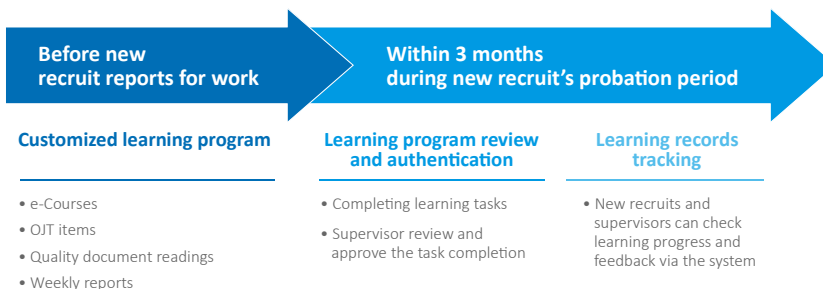 Before new
recruit reports for work
Within 3 months
during new recruit's probation period
Customized learning program
• e-Courses
• OJT items
• Quality document readings
• Weekly reports
Learning program review
and authentication
• Completing learning tasks
• Supervisor review and
approve the task completion
Learning records
tracking
• New recruits and
supervisors can check
learning progress and
feedback via the system